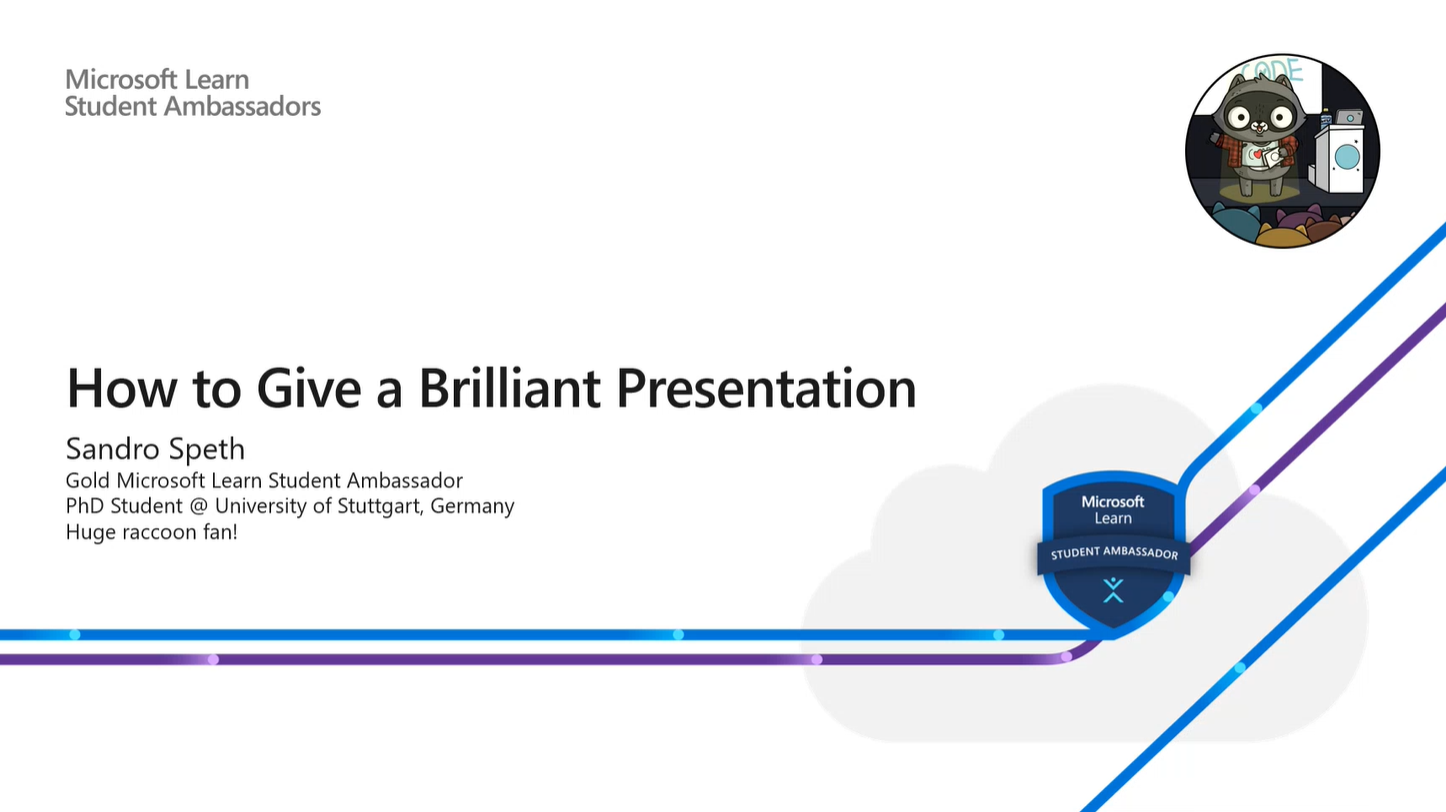 Microsoft Learn
Student Ambassadors
CODE
How to Give a Brilliant Presentation
Sandro Speth
Gold Microsoft Learn Student Ambassador
PhD Student @ University of Stuttgart, Germany
Huge raccoon fan!
Microsoft
Learn
STUDENT AMBASSADOR